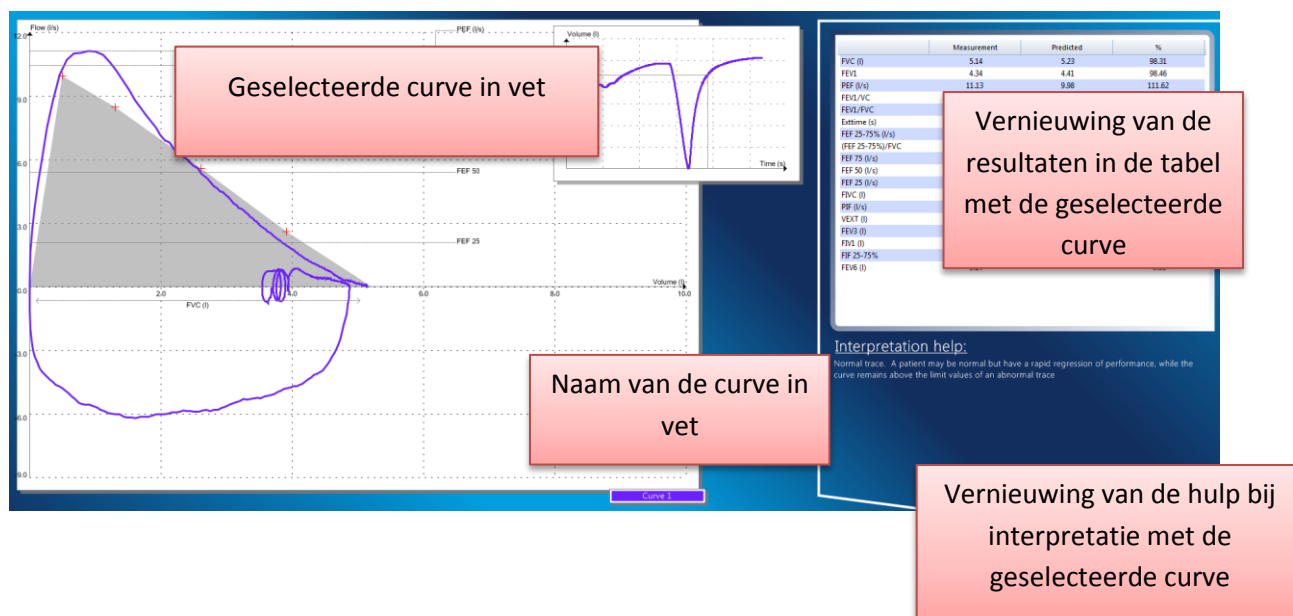 Flow (l/s)
PEF (l/s)
12.0
9.0
6.0
3.0
0.0
3.0
6.0
9.0
FEF 50
FEF 25
2.0
4.0
6.0
8.0
10.0
Volume (l)
FVC (l)
Curve 1
Volume (l)
Time (s)
Geselecteerde curve in vet
Naam van de curve in
vet
Measurement Predicted %
FVC (l) 5.14 5.23 98.31
FEV1 4.34 4.41 98.46
PEF (l/s) 11.13 9.98 111.62
FEV1/VC
FEV1/FVC
Exttime (s)
FEF 25-75% (l/s)
(FEF 25-75%)/FVC
FEF 75 (l/s)
FEF 50 (l/s)
FEF 25 (l/s)
FIVC (l)
PIF (l/s)
VEXT (l)
FEV3 (l)
FIV1 (l)
FIF 25-75%
FEV6 (l)
Vernieuwing van de
resultaten in de tabel
met de geselecteerde
curve
Interpretation help:
Normal trace. A patient may be normal but have a rapid regression of performance, while the
curve remains above the limit values of an abnormal trace
Vernieuwing van de hulp bij
interpretatie met de
geselecteerde curve